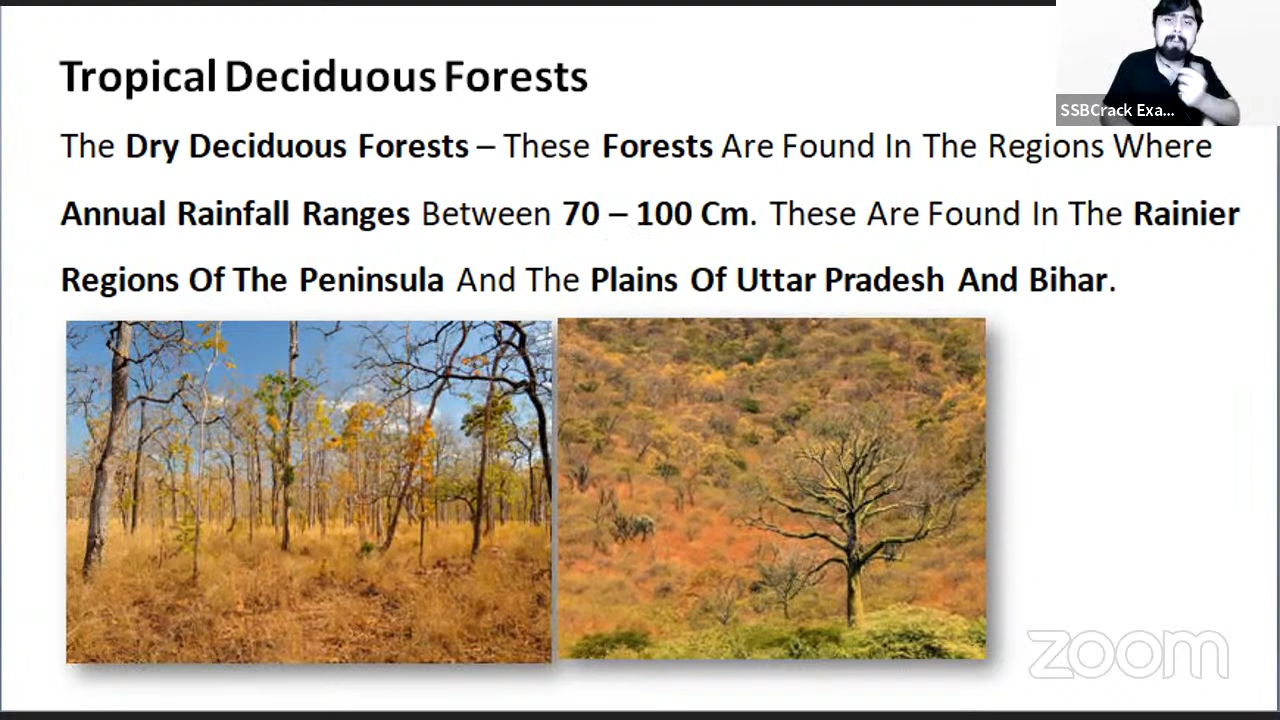 Tropical Deciduous Forests
SSBCrack Exa...
The Dry Deciduous Forests – These Forests Are Found In The Regions Where
Annual Rainfall Ranges Between 70 – 100 Cm. These Are Found In The Rainier
Regions Of The Peninsula And The Plains Of Uttar Pradesh And Bihar.
zoom